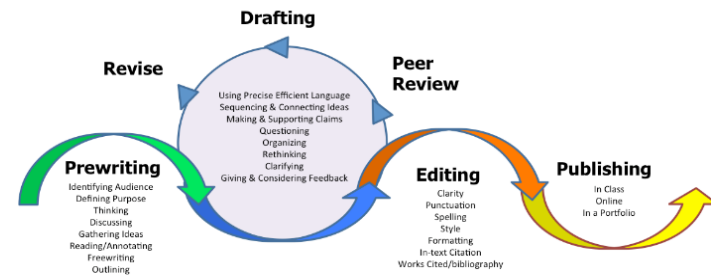 Drafting
Revise
Peer
Review
Using Precise Efficient Language
Sequencing & Connecting Ideas
Making & Supporting Claims
Questioning
Organizing
Rethinking
Clarifying
Giving & Considering Feedback
Prewriting
Identifying Audience
Defining Purpose
Thinking
Discussing
Gathering Ideas
Reading/Annotating
Freewriting
Outlining
Editing
Clarity
Punctuation
Spelling
Style
Formatting
In-text Citation
Works Cited/bibliography
Publishing
In Class
Online
In a Portfolio